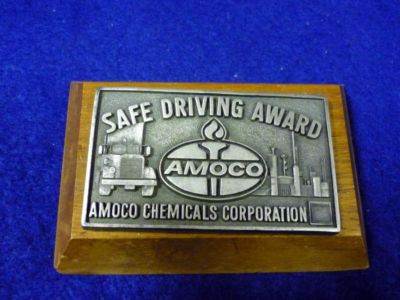 SAFE DRIVING AWARD
AMOCO
AMOCO CHEMICALS CORPORATION